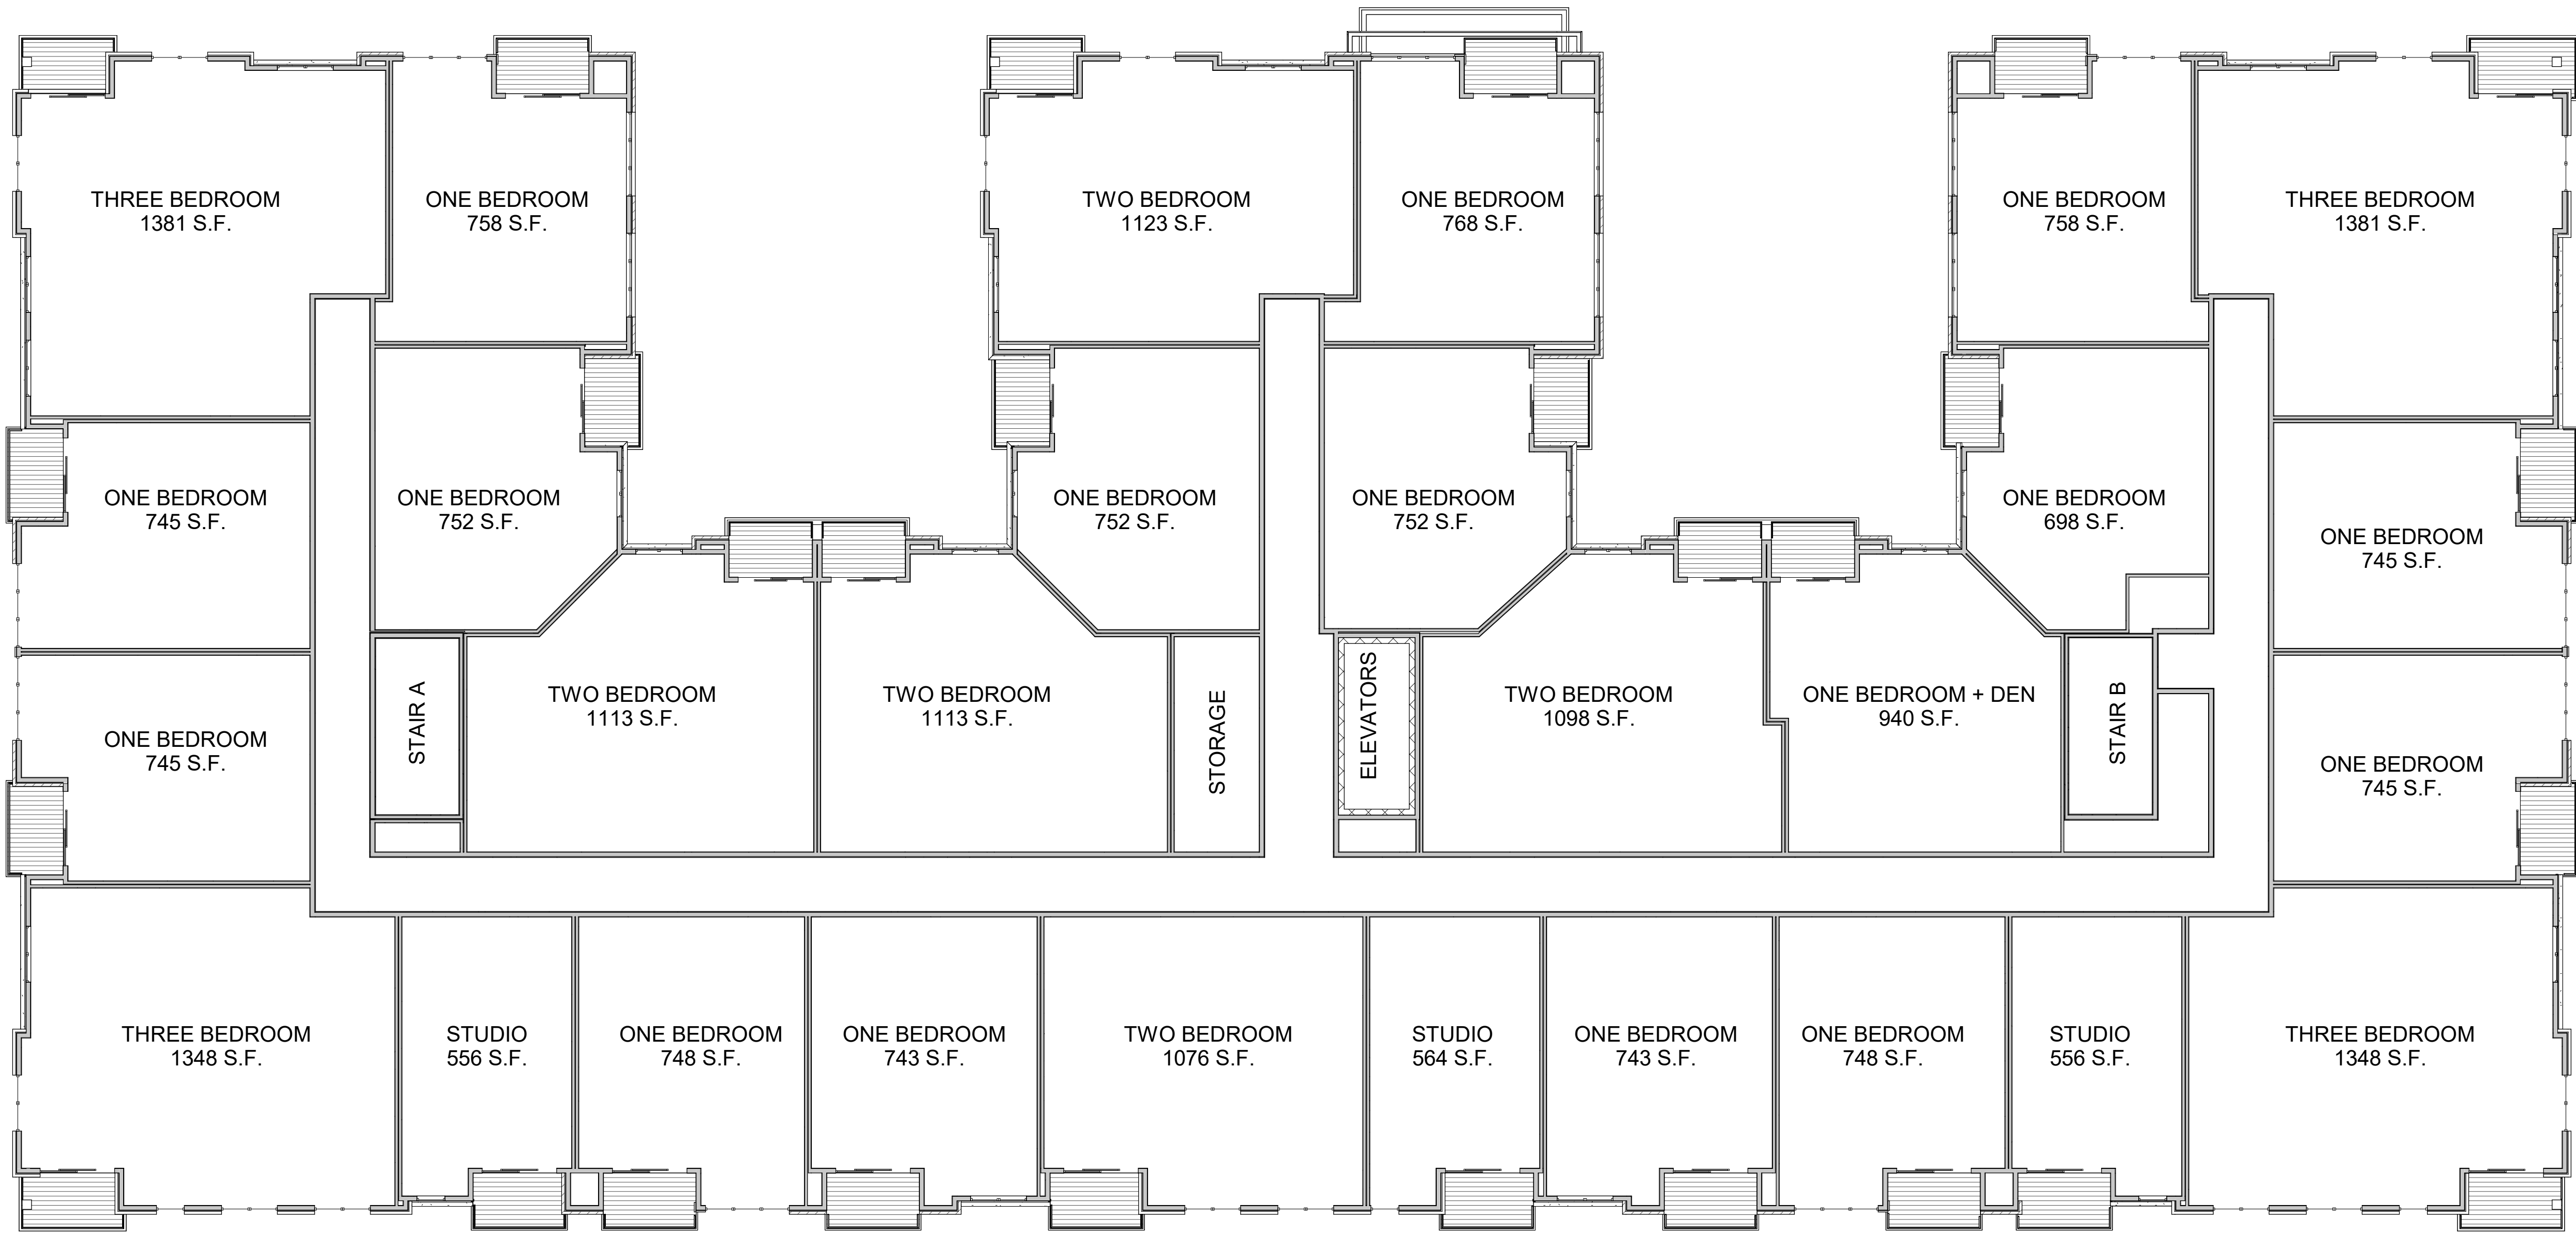 THREE BEDROOM
1381 S.F.
ONE BEDROOM
758 S.F.
TWO BEDROOM
1123 S.F.
ONE BEDROOM
768 S.F.
ONE BEDROOM
758 S.F.
THREE BEDROOM
1381 S.F.
ONE BEDROOM
745 S.F.
ONE BEDROOM
752 S.F.
ONE BEDROOM
752 S.F.
ONE BEDROOM
752 S.F.
ONE BEDROOM
698 S.F.
ONE BEDROOM
745 S.F.
ONE BEDROOM
745 S.F.
STAIR A
TWO BEDROOM
1113 S.F.
TWO BEDROOM
1113 S.F.
STORAGE
ELEVATORS
TWO BEDROOM
1098 S.F.
ONE BEDROOM + DEN
940 S.F.
STAIR B
ONE BEDROOM
745 S.F.
THREE BEDROOM
1348 S.F.
STUDIO
556 S.F.
ONE BEDROOM
748 S.F.
ONE BEDROOM
743 S.F.
TWO BEDROOM
1076 S.F.
STUDIO
564 S.F.
ONE BEDROOM
743 S.F.
ONE BEDROOM
748 S.F.
STUDIO
556 S.F.
THREE BEDROOM
1348 S.F.